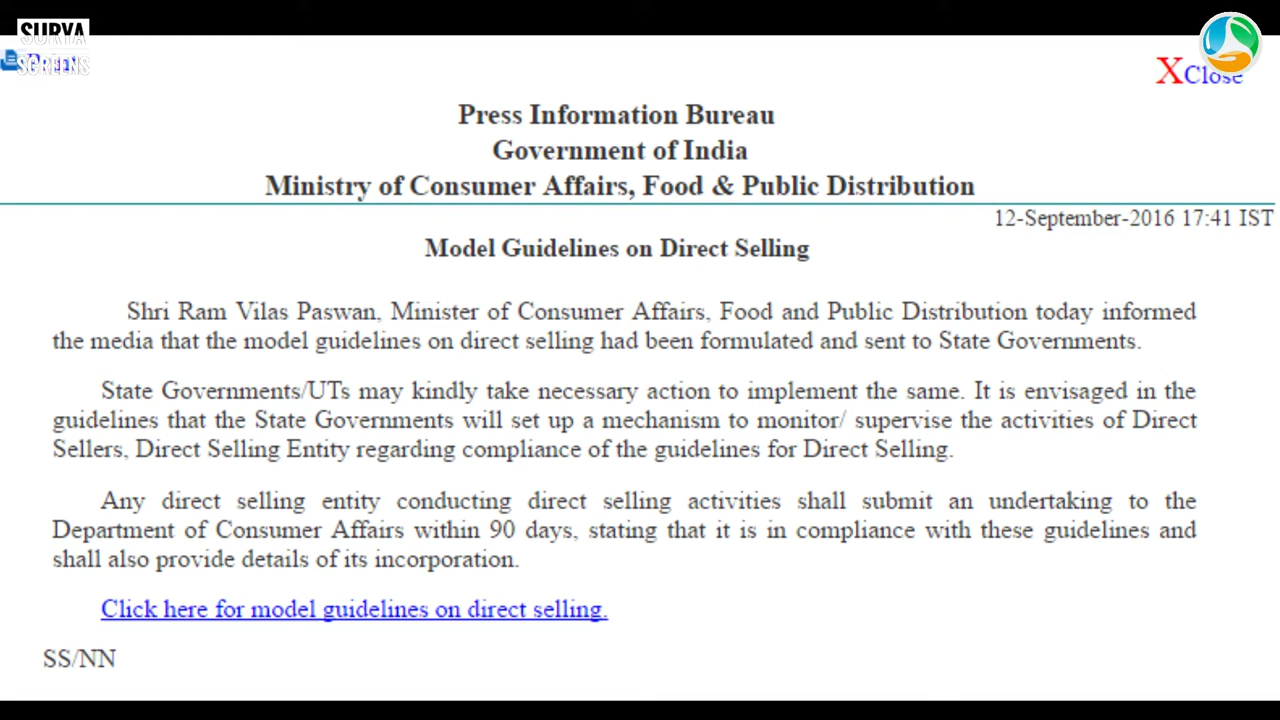 SURYA
SCREENS
Print
XClose
Press Information Bureau
Government of India
Ministry of Consumer Affairs, Food & Public Distribution
12-September-2016 17:41 IST
Model Guidelines on Direct Selling
Shri Ram Vilas Paswan, Minister of Consumer Affairs, Food and Public Distribution today informed
the media that the model guidelines on direct selling had been formulated and sent to State Governments.
State Governments/UTs may kindly take necessary action to implement the same. It is envisaged in the
guidelines that the State Governments will set up a mechanism to monitor/ supervise the activities of Direct
Sellers, Direct Selling Entity regarding compliance of the guidelines for Direct Selling.
Any direct selling entity conducting direct selling activities shall submit an undertaking to the
Department of Consumer Affairs within 90 days, stating that it is in compliance with these guidelines and
shall also provide details of its incorporation.
Click here for model guidelines on direct selling.
SS/NN